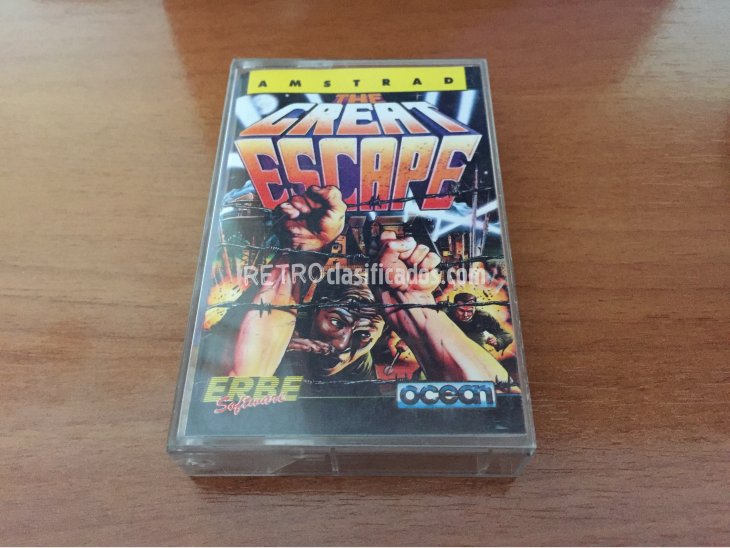 AMSTRAD
THE
GREAT
ESCAPE
RETROclasificados.com
ERBE
Software
ocean